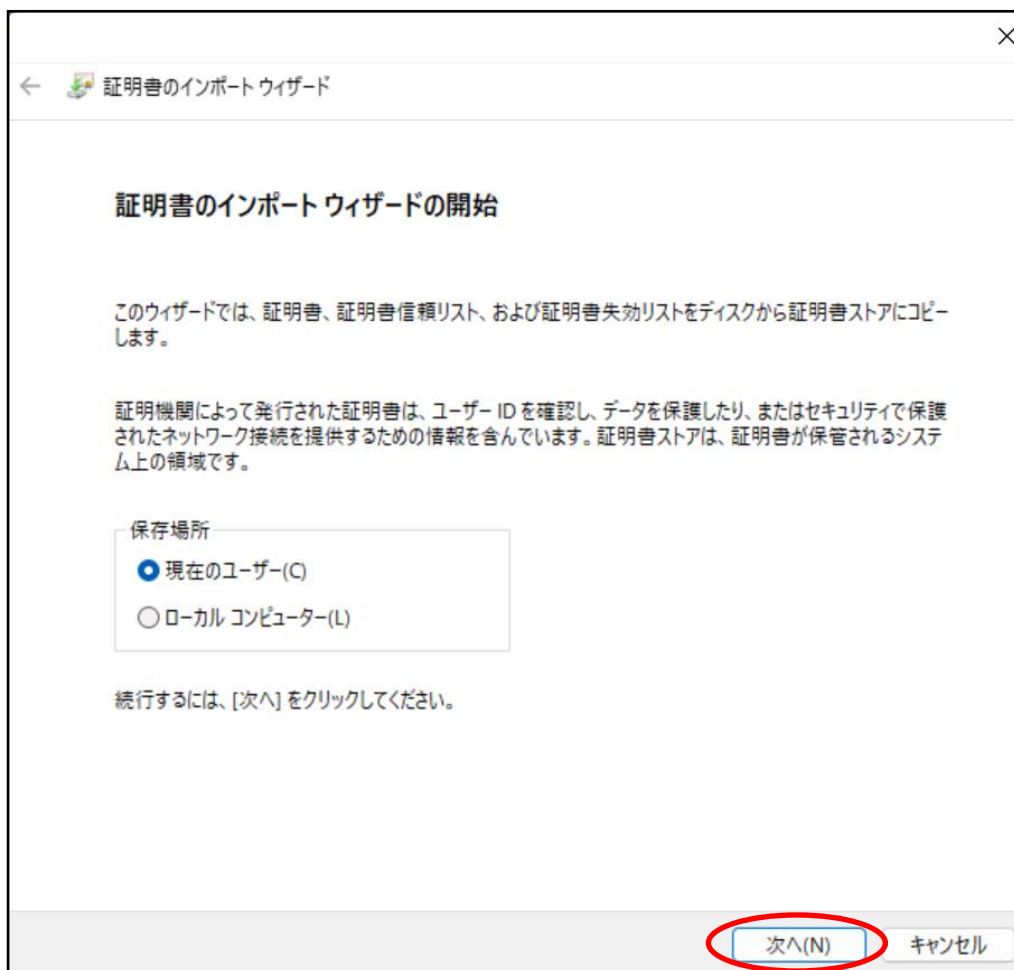 証明書のインポート ウィザード
証明書のインポート ウィザードの開始
このウィザードでは、証明書、証明書信頼リスト、および証明書失効リストをディスクから証明書ストアにコピー
します。
証明機関によって発行された証明書は、ユーザー ID を確認し、データを保護したり、またはセキュリティで保護
されたネットワーク接続を提供するための情報を含んでいます。証明書ストアは、証明書が保管されるシステ
ム上の領域です。
保存場所
現在のユーザー(C)
ローカル コンピューター(L)
続行するには、[次へ] をクリックしてください。
次へ(N)
キャンセル